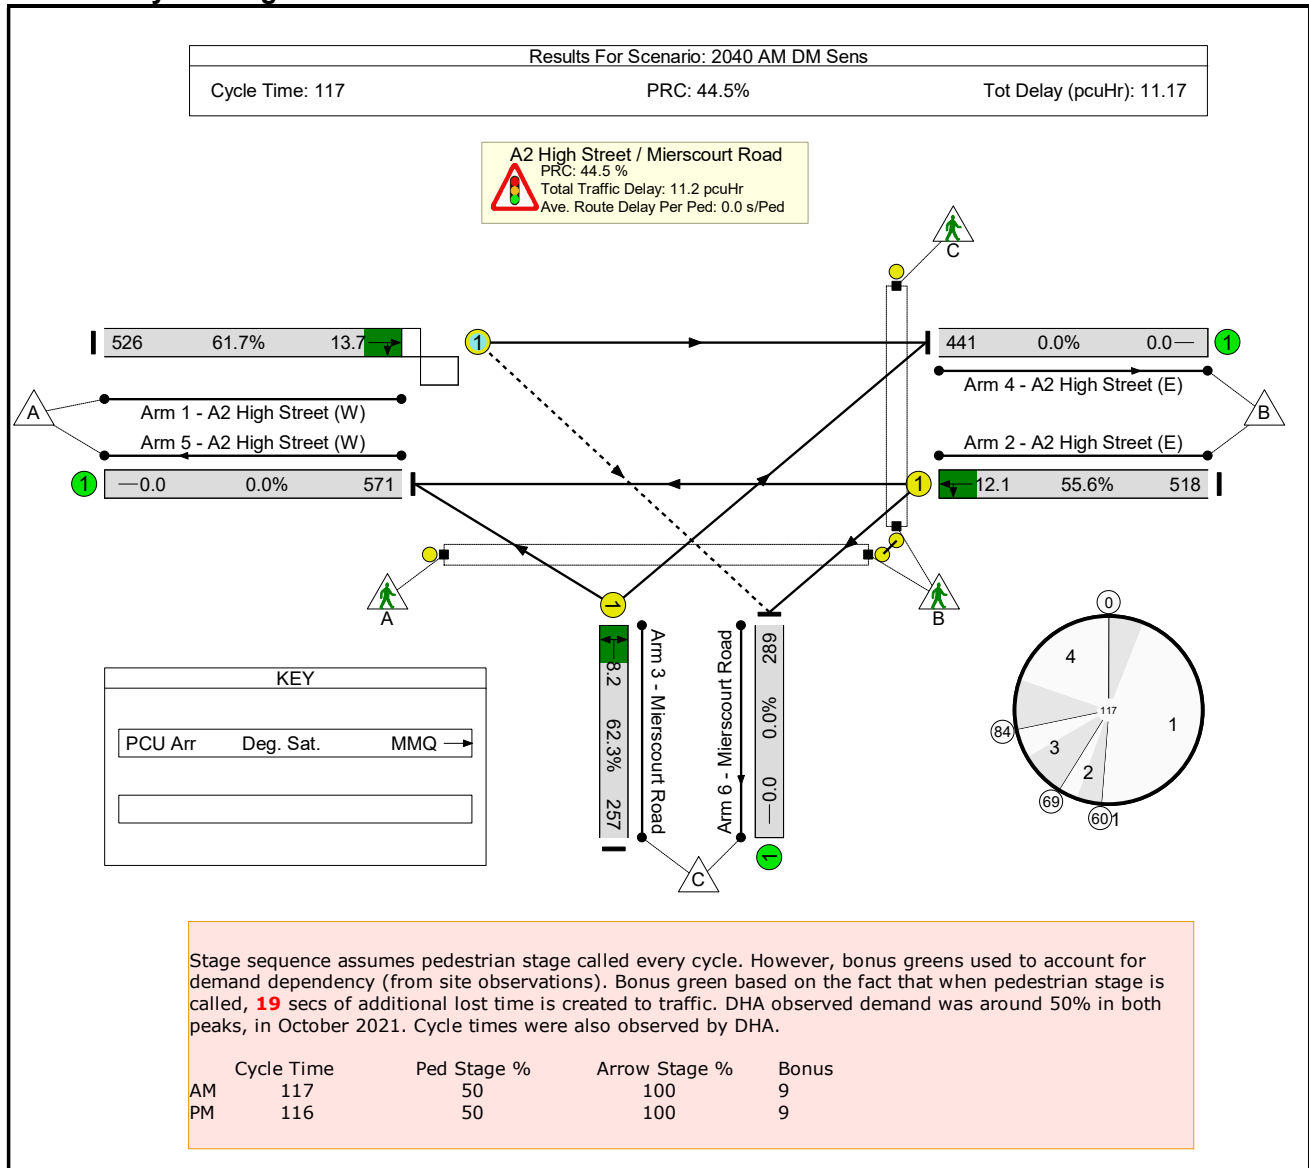 Results For Scenario: 2040 AM DM Sens
Cycle Time: 117 PRC: 44.5% Tot Delay (pcuHr): 11.17
A2 High Street / Mierscourt Road
PRC: 44.5 %
Total Traffic Delay: 11.2 pcuHr
Ave. Route Delay Per Ped: 0.0 s/Ped
C
526 61.7% 13.7
1
441 0.0% 0.0
1
Arm 4 - A2 High Street (E)
A
Arm 1 - A2 High Street (W)
B
Arm 5 - A2 High Street (W)
Arm 2 - A2 High Street (E)
1
0.0 0.0% 571
1
12.1 55.6% 518
A
B
1
8.2 62.3% 257
Arm 3 - Mierscourt Road
Arm 6 - Mierscourt Road
289 0.0% 0.0
1
C
0
4
117
1
84
3
2
69
60
1
KEY
PCU Arr Deg. Sat. MMQ
Stage sequence assumes pedestrian stage called every cycle. However, bonus greens used to account for
demand dependency (from site observations). Bonus green based on the fact that when pedestrian stage is
called, 19 secs of additional lost time is created to traffic. DHA observed demand was around 50% in both
peaks, in October 2021. Cycle times were also observed by DHA.
Cycle Time Ped Stage % Arrow Stage % Bonus
AM 117 50 100 9
PM 116 50 100 9